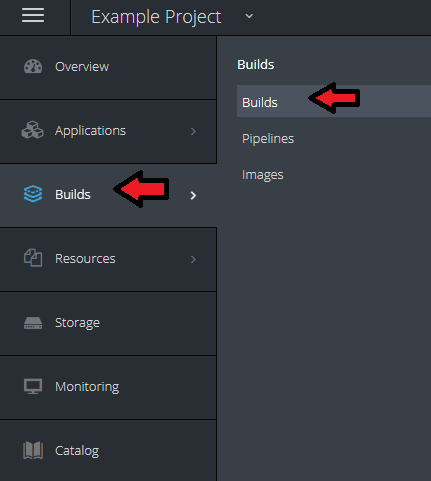 Example Project
Overview
Applications
Builds
Resources
Storage
Monitoring
Catalog
Builds
Builds
Pipelines
Images